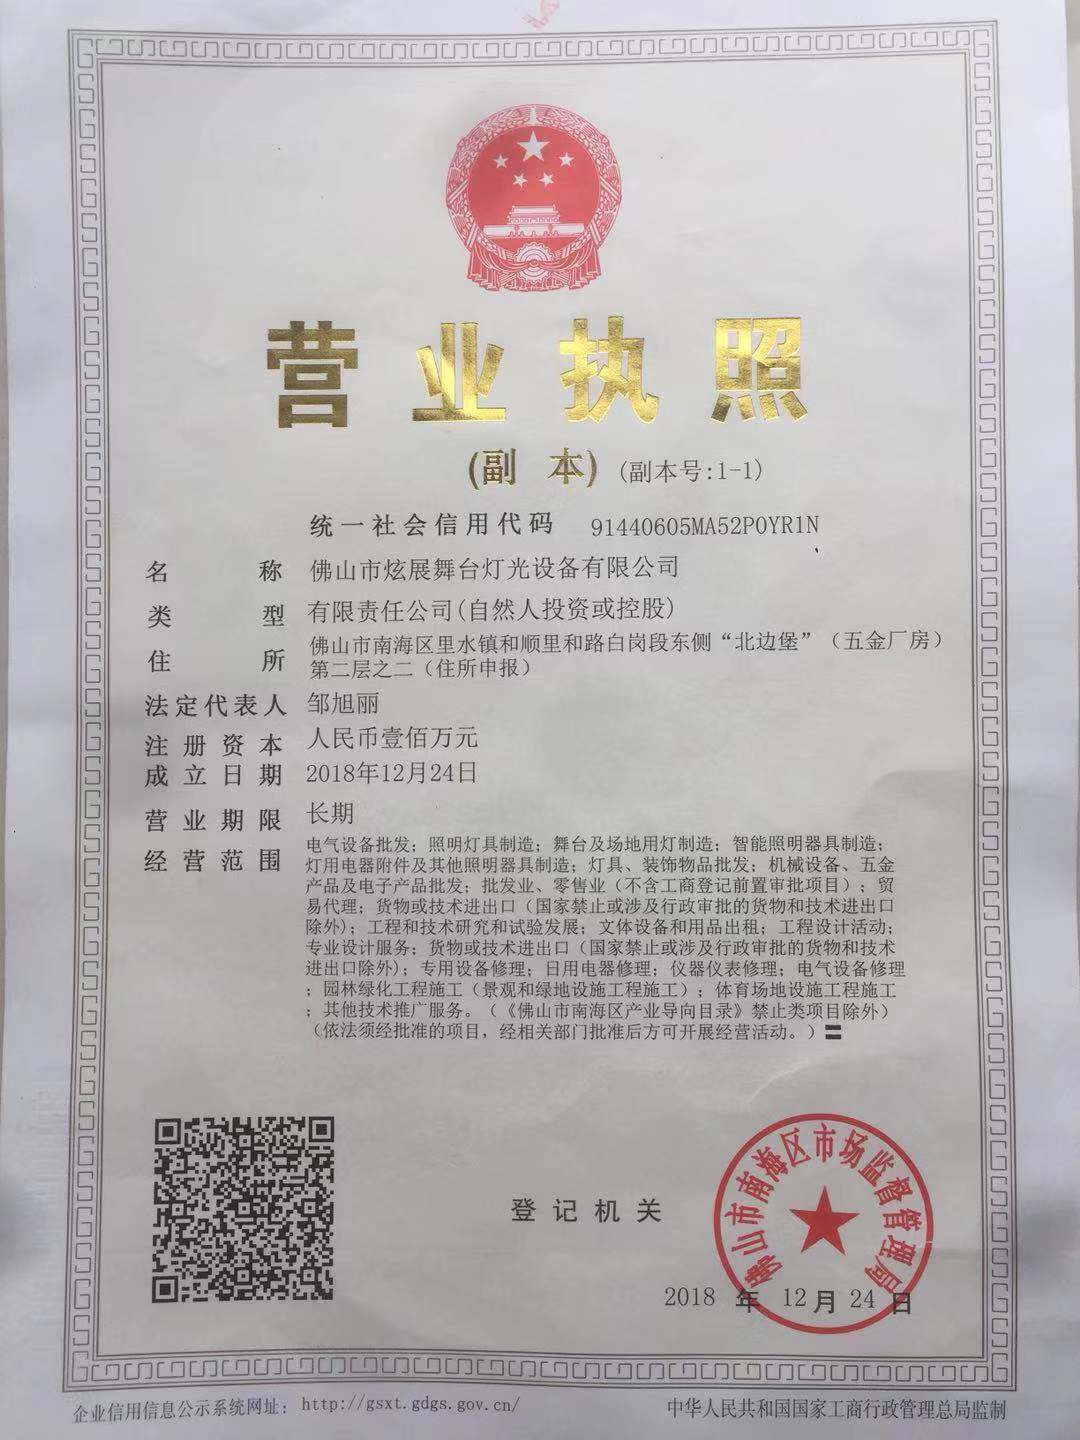 营业执照
(副 本) (副本号:1-1)
统一社会信用代码 91440605MA52P0YR1N
名 称 佛山市炫展舞台灯光设备有限公司
类 型 有限责任公司(自然人投资或控股)
住 所 佛山市南海区里水镇和顺里和路白岗段东侧“北边堡”（五金厂房）
第二层之二（住所申报）
法定代表人 邹旭丽
注册资本 人民币壹佰万元
成立日期 2018年12月24日
营业期限 长期
经营范围 电气设备批发；照明灯具制造；舞台及场地用灯制造；智能照明器具制造；
灯用电器附件及其他照明器具制造；灯具、装饰物品批发；机械设备、五金
产品及电子产品批发；批发业、零售业（不含工商登记前置审批项目）；贸
易代理；货物或技术进出口（国家禁止或涉及行政审批的货物和技术进出口
除外）；工程和技术研究和试验发展；文体设备和用品出租；工程设计活动；
专业设计服务；货物或技术进出口（国家禁止或涉及行政审批的货物和技术
进出口除外）；专用设备修理；日用电器修理；仪器仪表修理；电气设备修理
；园林绿化工程施工（景观和绿地设施工程施工）；体育场地设施工程施工
；其他技术推广服务。（《佛山市南海区产业导向目录》禁止类项目除外）
（依法须经批准的项目，经相关部门批准后方可开展经营活动。）〓
佛山市南海区市场监督管理局
登记机关
2018 年 12 月 24 日
企业信用信息公示系统网址： http://gsxt.gdgs.gov.cn/
中华人民共和国国家工商行政管理总局监制